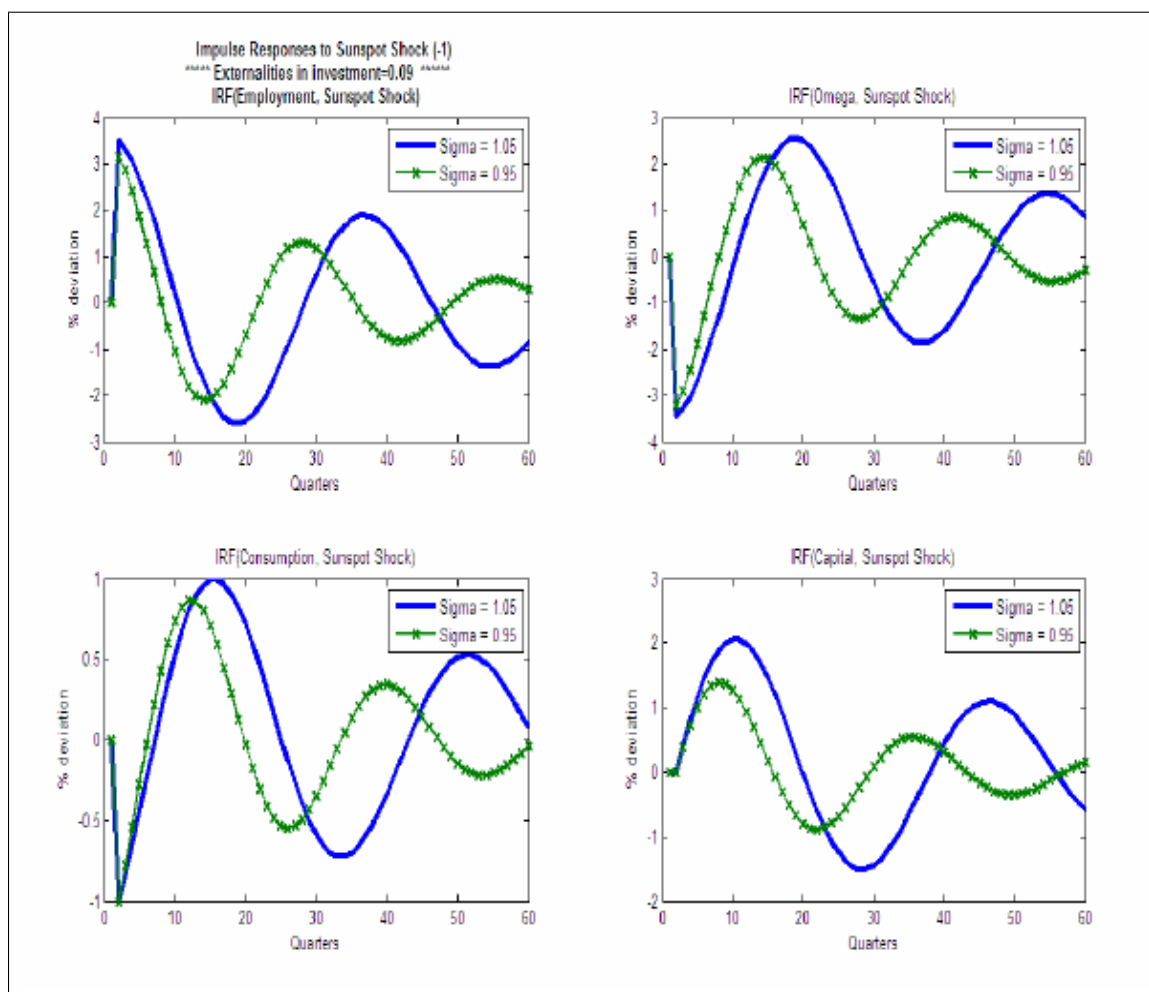 Impulse Responses to Sunspot Shock (-1)
***** Externalities in investment=0.09 ******
IRF(Employment, Sunspot Shock)
4
3
2
1
0
-1
-2
-3
% deviation
0 10 20 30 40 50 60
Quarters
Sigma = 1.05
Sigma = 0.95
IRF(Omega, Sunspot Shock)
3
2
1
0
-1
-2
-3
-4
% deviation
0 10 20 30 40 50 60
Quarters
Sigma = 1.05
Sigma = 0.95
IRF(Consumption, Sunspot Shock)
1
0.5
0
-0.5
-1
% deviation
0 10 20 30 40 50 60
Quarters
Sigma = 1.05
Sigma = 0.95
IRF(Capital, Sunspot Shock)
3
2
1
0
-1
-2
% deviation
0 10 20 30 40 50 60
Quarters
Sigma = 1.05
Sigma = 0.95